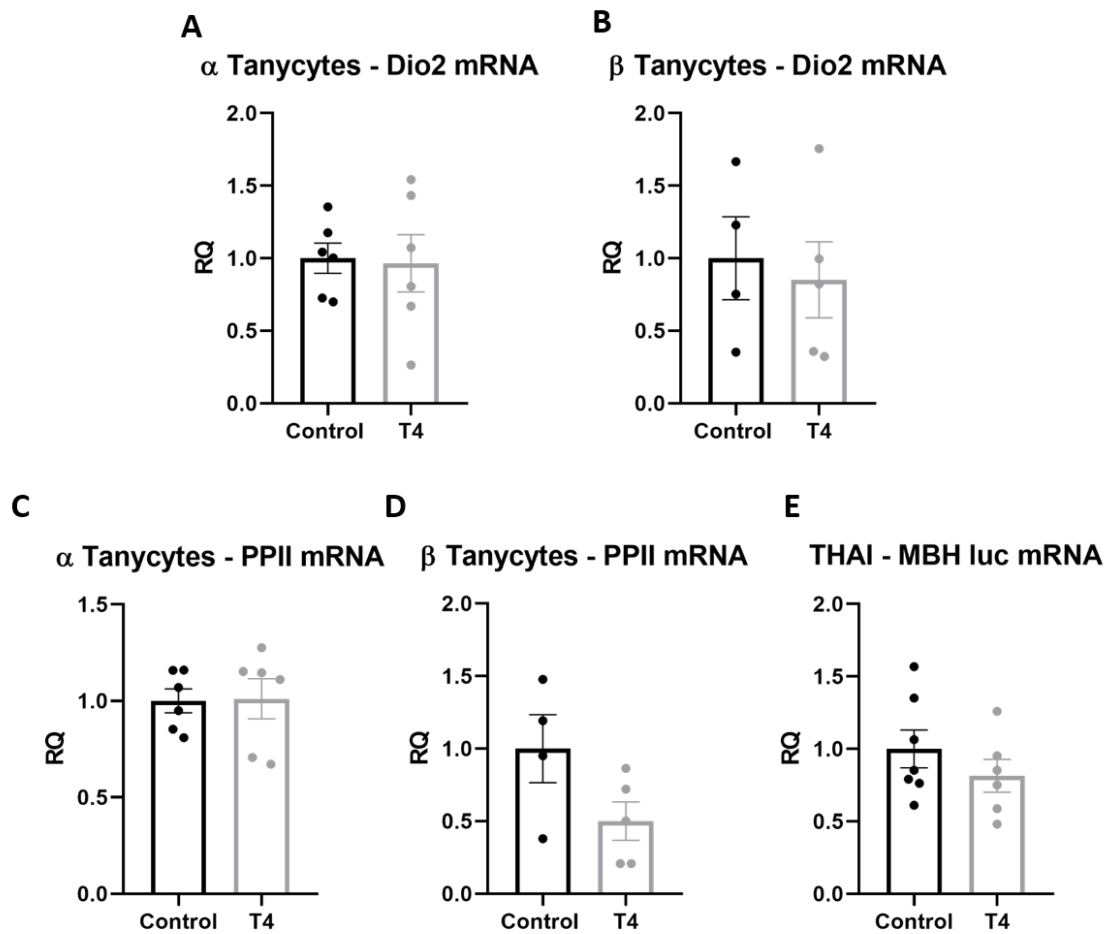 A
α Tanycytes - Dio2 mRNA
2.0
1.5
1.0
0.5
0.0
RQ
Control
T4
B
β Tanycytes - Dio2 mRNA
2.0
1.5
1.0
0.5
0.0
RQ
Control
T4
C
α Tanycytes - PPII mRNA
1.5
1.0
0.5
0.0
RQ
Control
T4
D
β Tanycytes - PPII mRNA
2.0
1.5
1.0
0.5
0.0
RQ
Control
T4
E
THAI - MBH luc mRNA
2.0
1.5
1.0
0.5
0.0
RQ
Control
T4